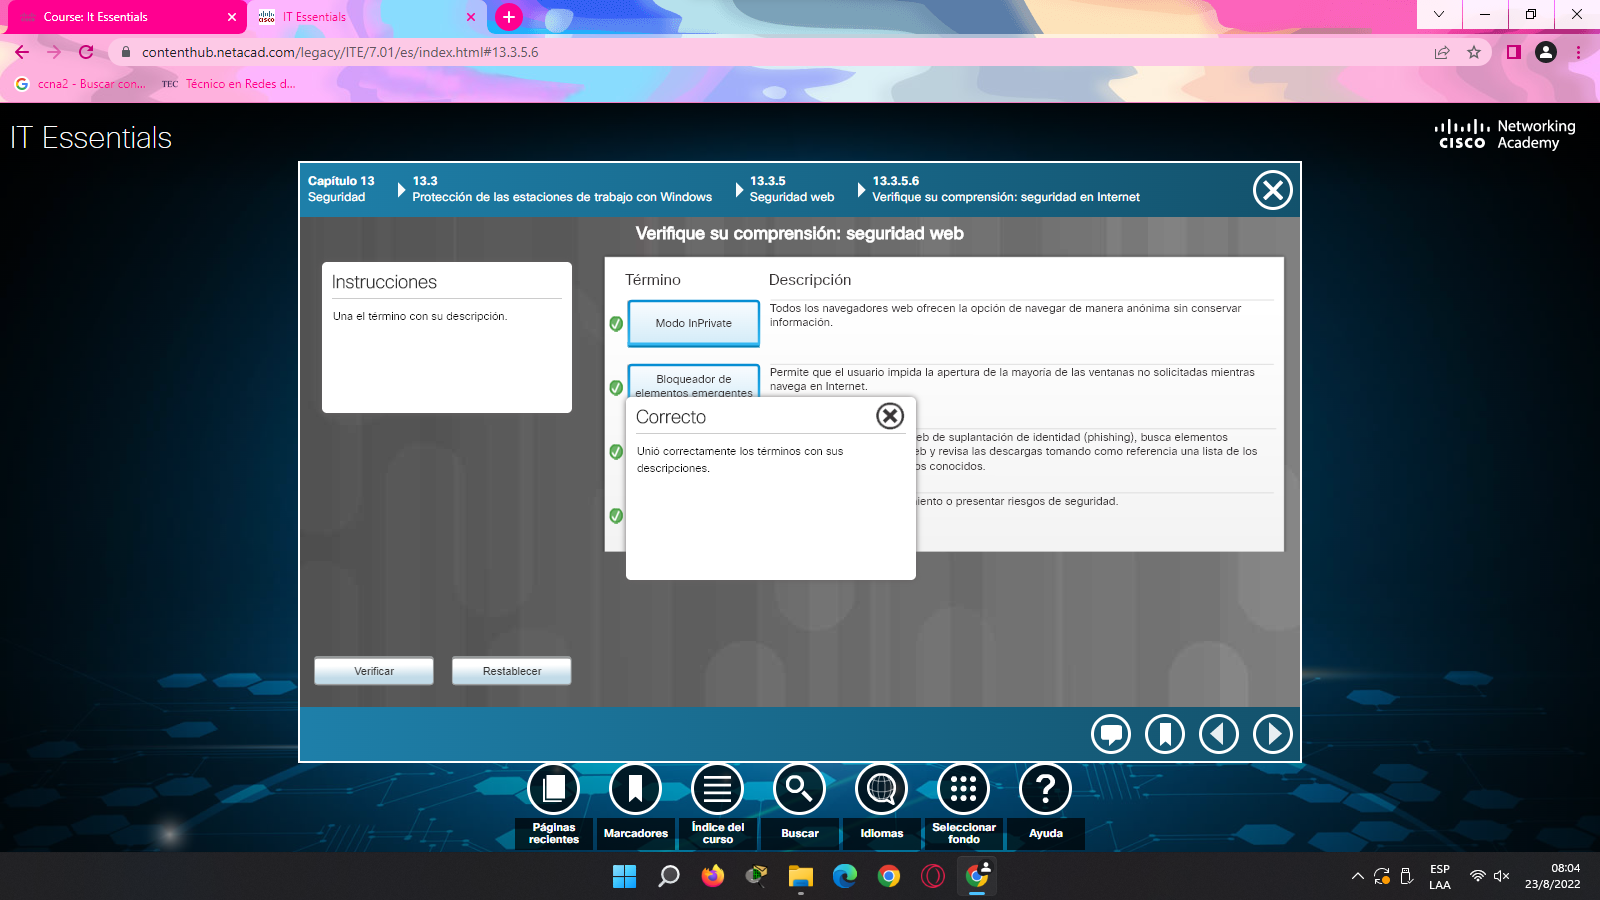 Course: It Essentials
IT Essentials
contenthub.netacad.com/legacy/ITE/7.01/es/index.html#13.3.5.6
ccna2 - Buscar con...
TEC Técnico en Redes d...
IT Essentials
CISCO Networking Academy
Capítulo 13
Seguridad
13.3
Protección de las estaciones de trabajo con Windows
13.3.5
Seguridad web
13.3.5.6
Verifique su comprensión: seguridad en Internet
Verifique su comprensión: seguridad web
Instrucciones
Una el término con su descripción.
Término
Descripción
Modo InPrivate
Todos los navegadores web ofrecen la opción de navegar de manera anónima sin conservar
información.
Bloqueador de
elementos emergentes
Permite que el usuario impida la apertura de la mayoría de las ventanas no solicitadas mientras
navega en Internet.
Correcto
Unió correctamente los términos con sus
descripciones.
eb de suplantación de identidad (phishing), busca elementos
eb y revisa las descargas tomando como referencia una lista de los
os conocidos.
iento o presentar riesgos de seguridad.
Verificar
Restablecer
Páginas
recientes
Marcadores
Índice del
curso
Buscar
Idiomas
Seleccionar
fondo
Ayuda
ESP
LAA
08:04
23/8/2022